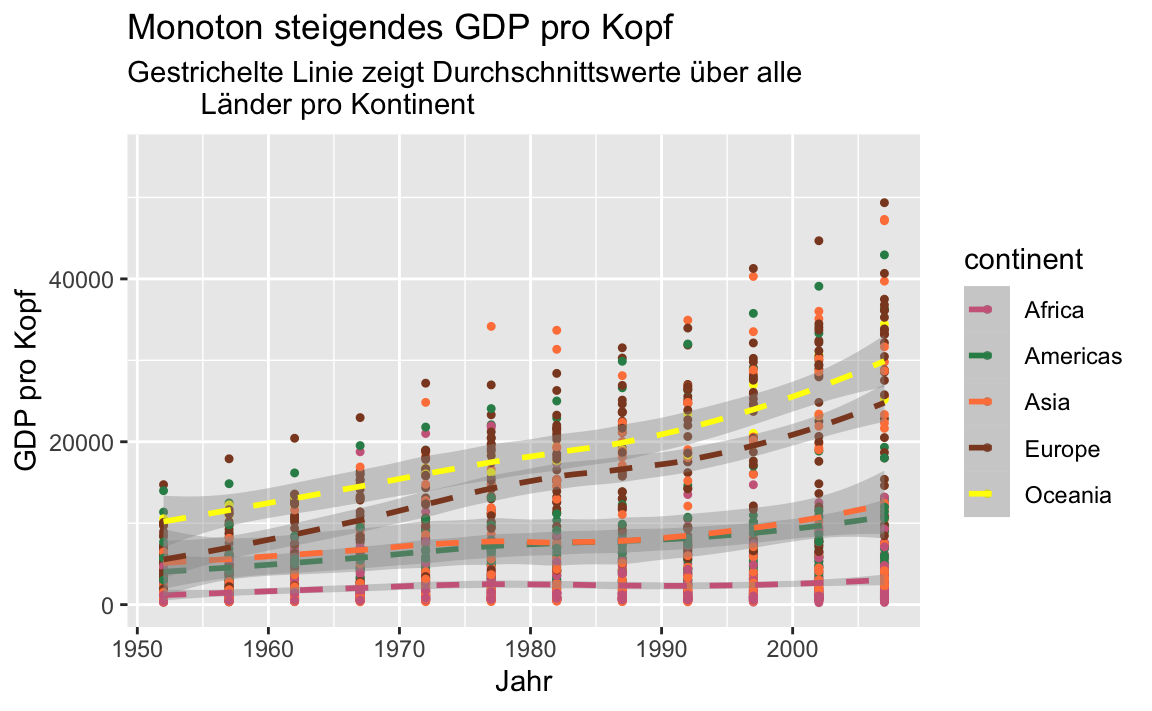 Monoton steigendes GDP pro Kopf
Gestrichelte Linie zeigt Durchschnittswerte über alle
Länder pro Kontinent
GDP pro Kopf
40000
20000
0
1950 1960 1970 1980 1990 2000
Jahr
continent
Africa
Americas
Asia
Europe
Oceania